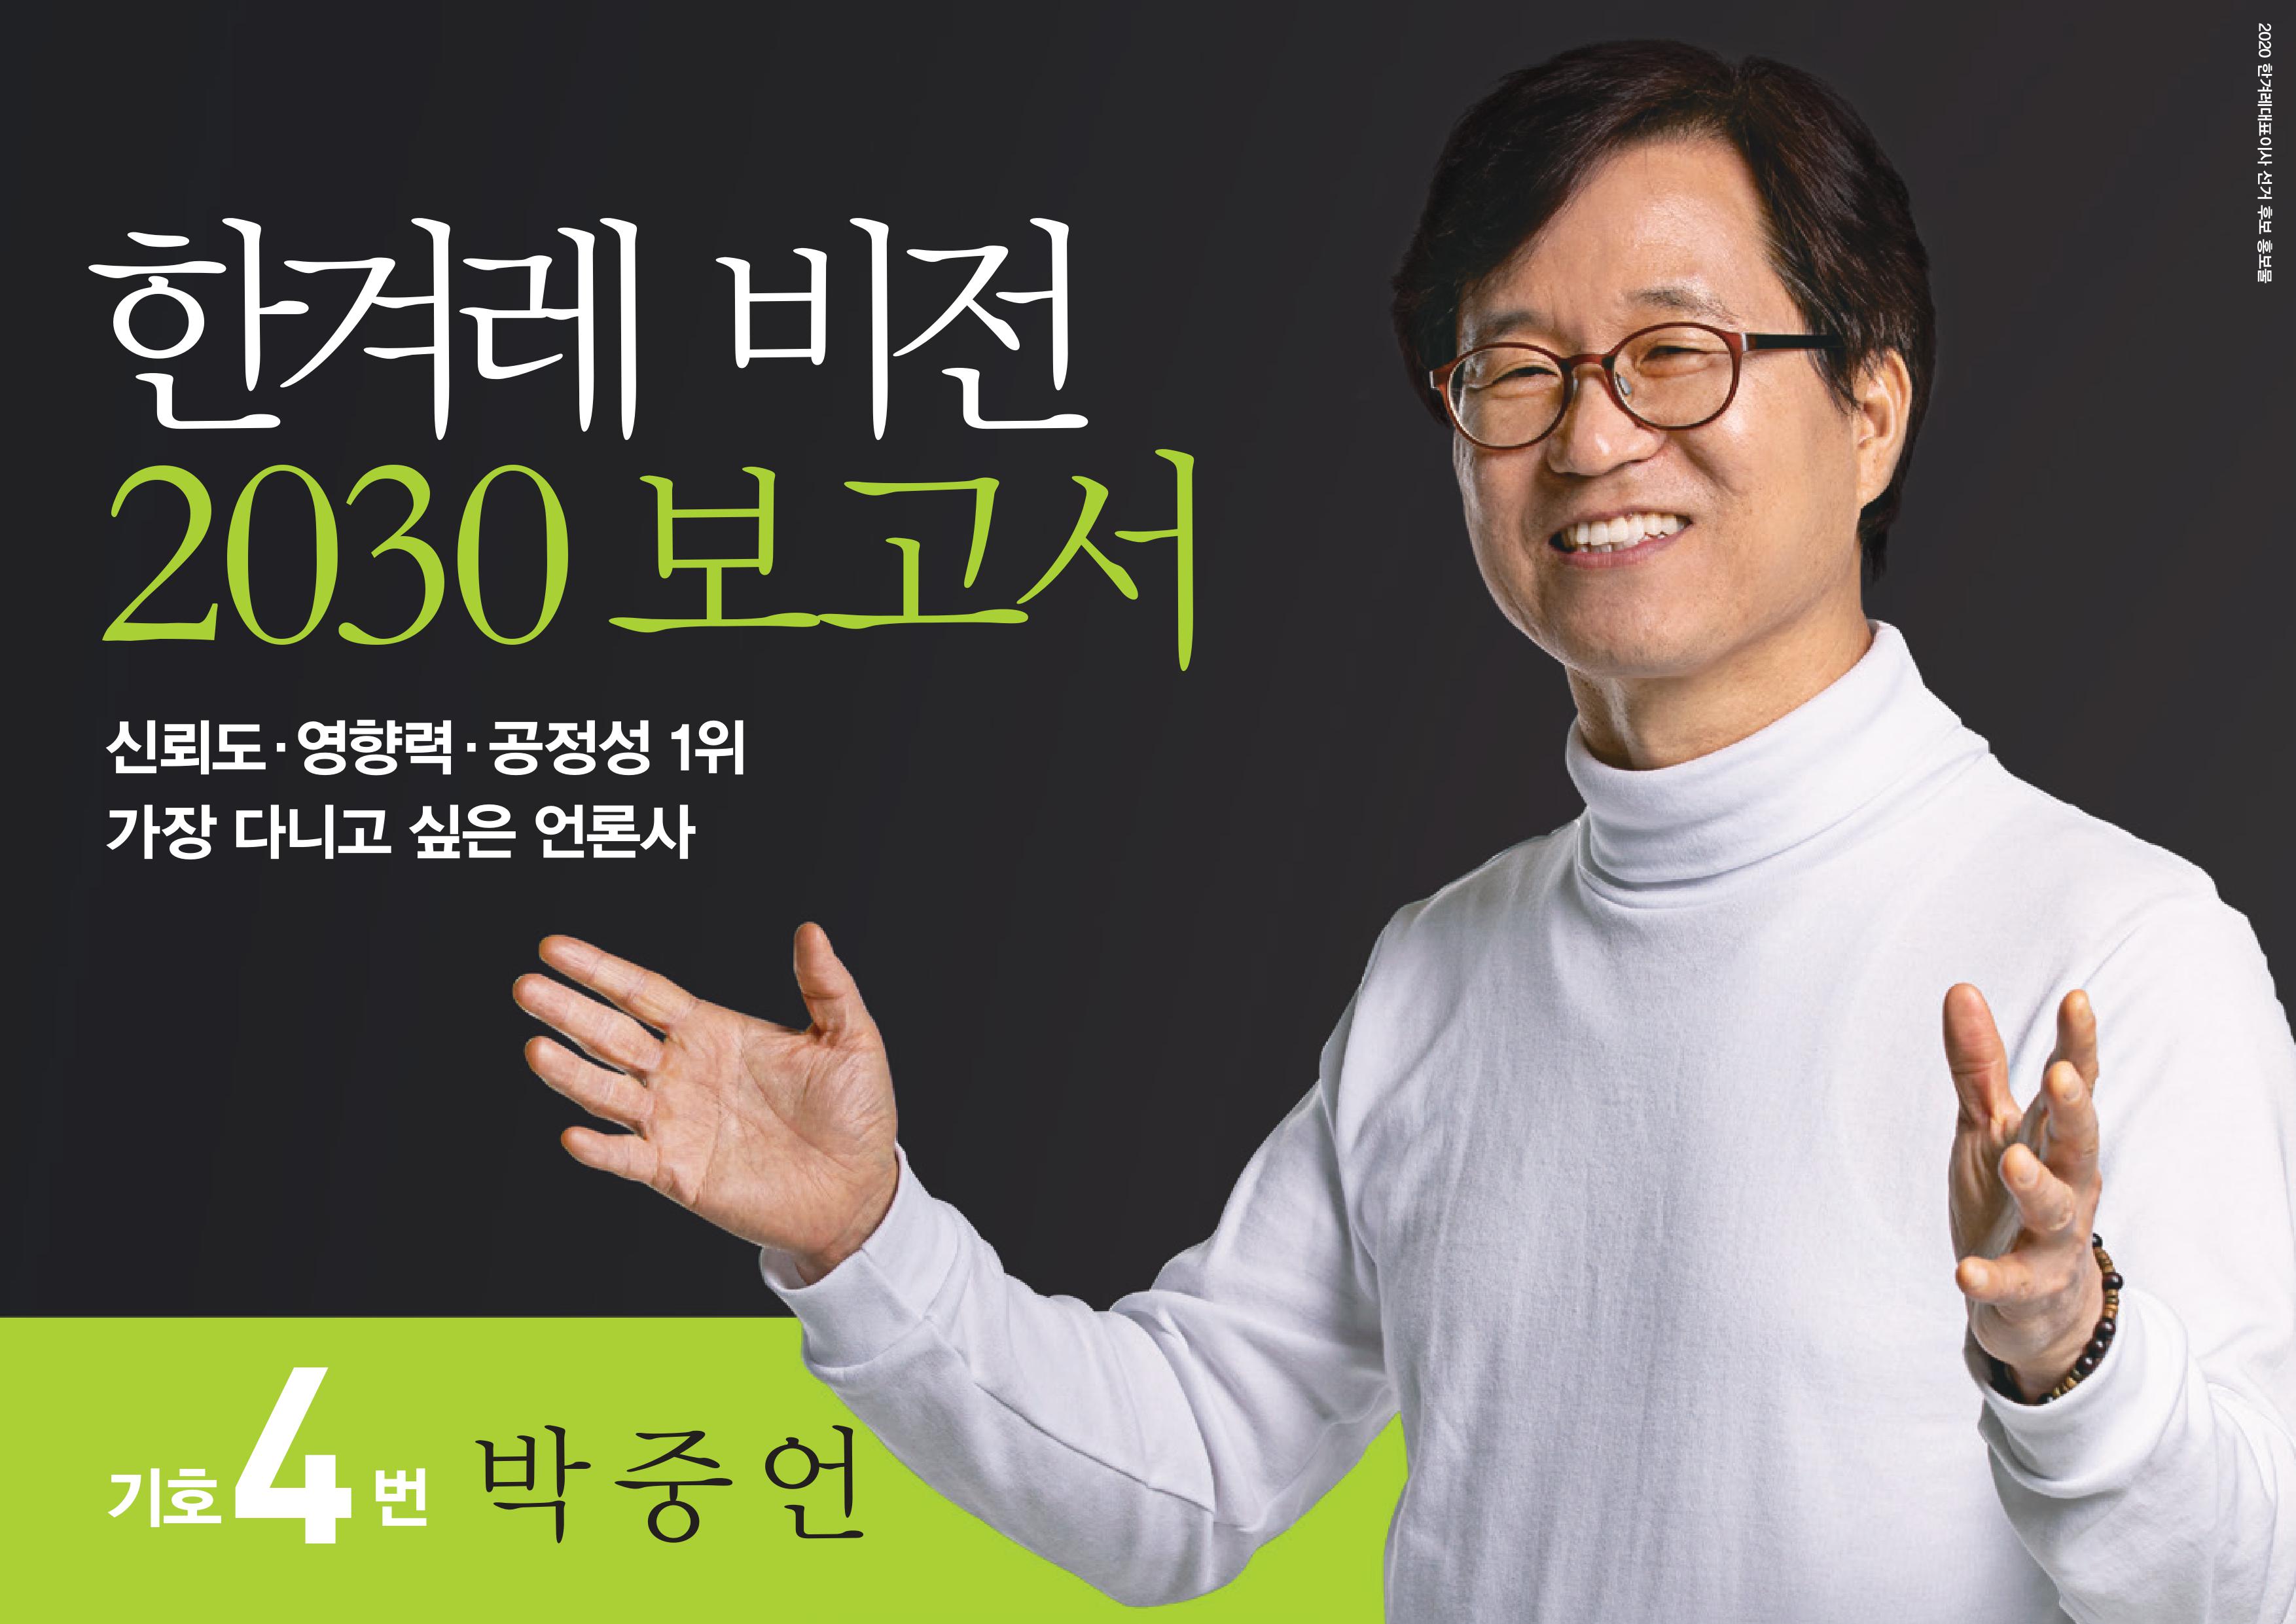 한겨레 비전
2030 보고서
신뢰도·영향력·공정성 1위
가장 다니고 싶은 언론사
기호 4 번 박중언
2020 한겨레대표이사 선거 후보 홍보물